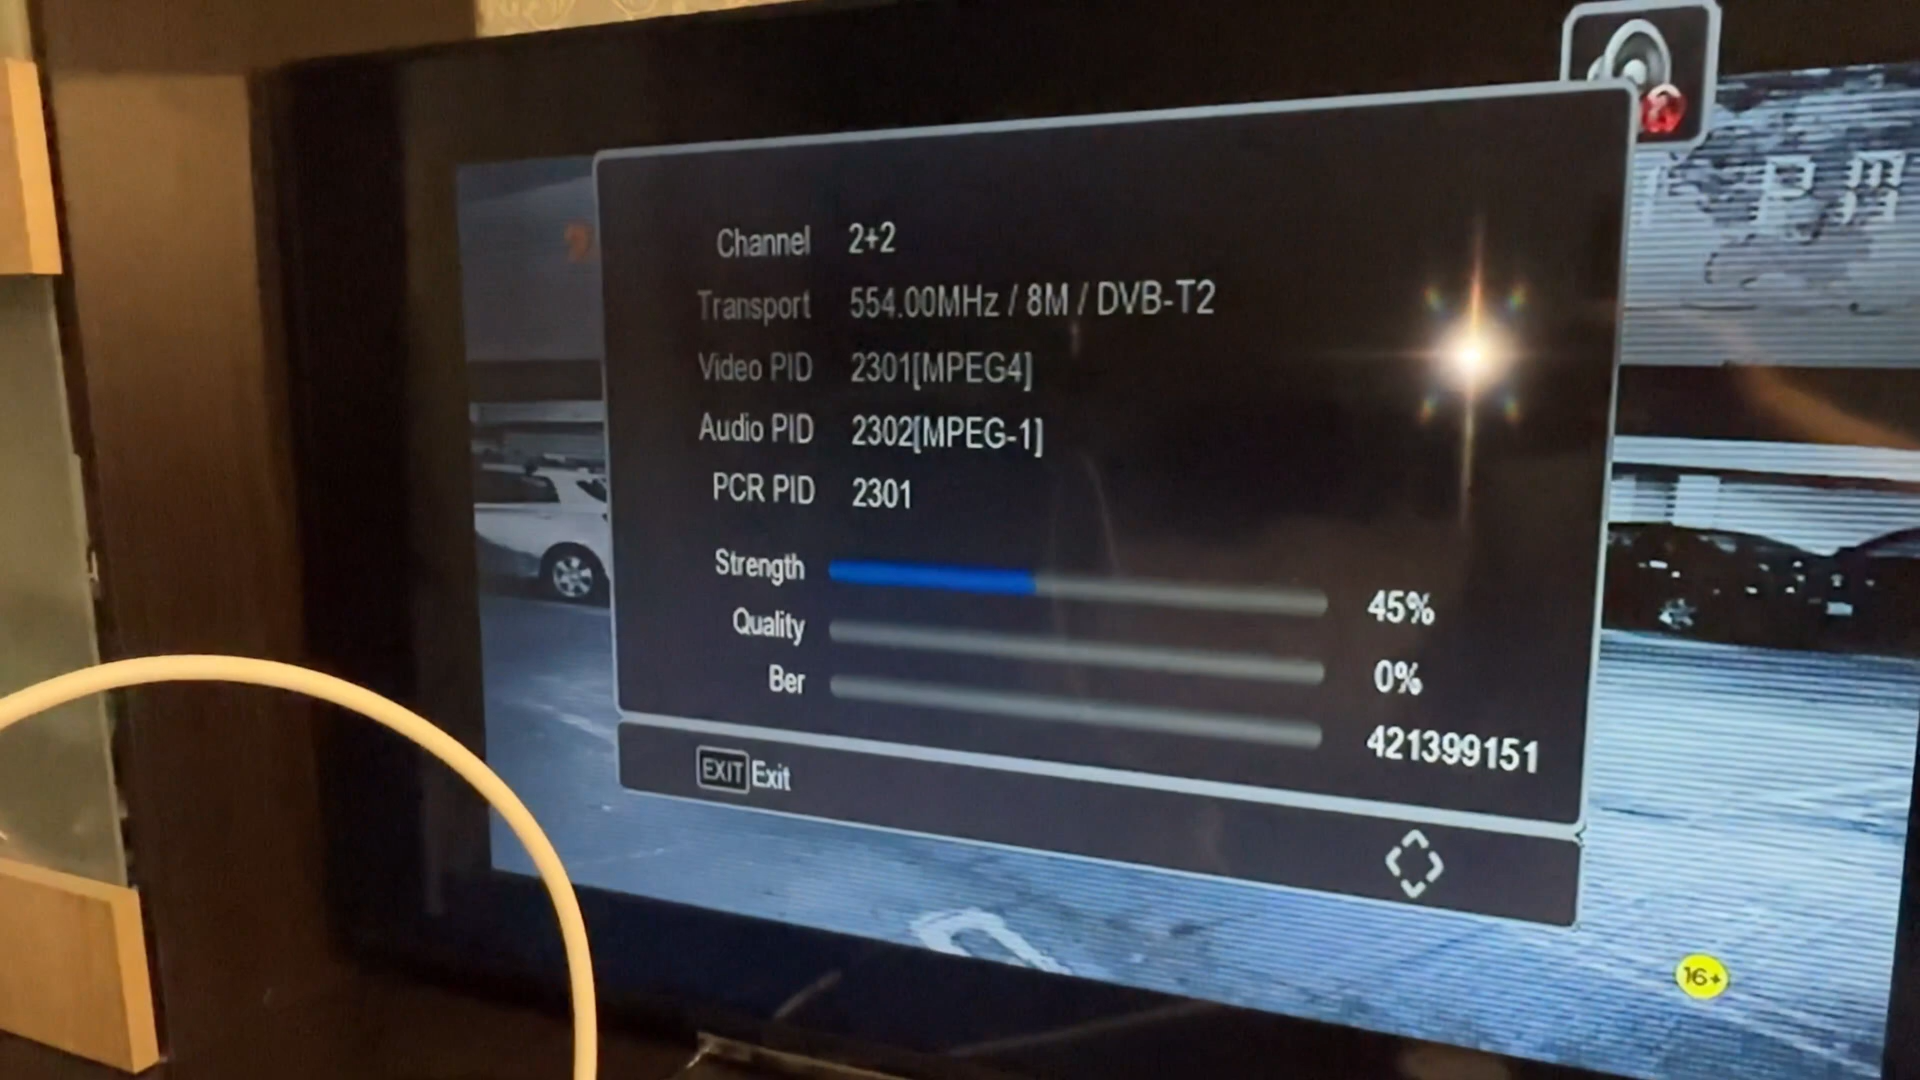 Channel 2+2
Transport 554.00MHz / 8M / DVB-T2
Video PID 2301[MPEG4]
Audio PID 2302[MPEG-1]
PCR PID 2301
Strength 45%
Quality 0%
Ber 421399151
EXIT Exit
16+